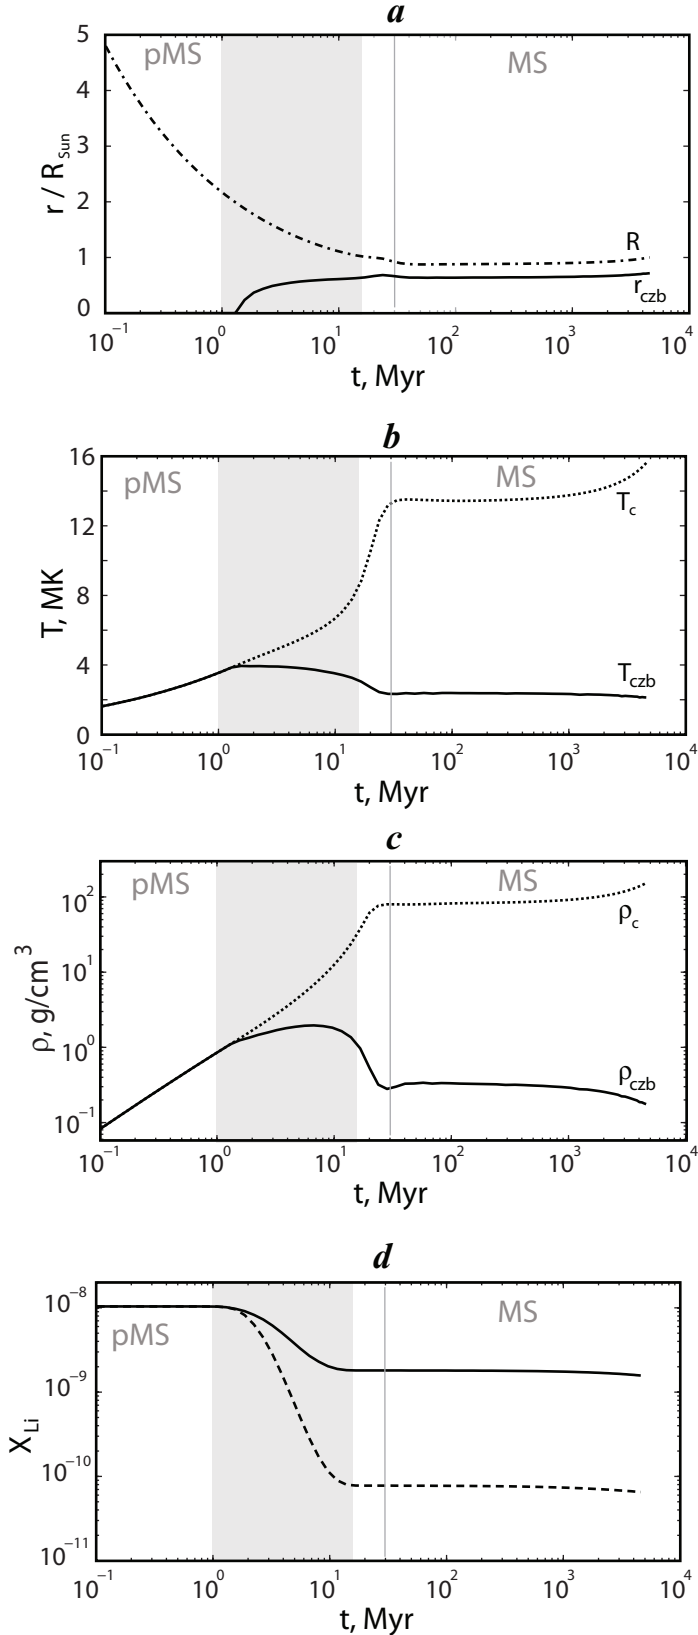 a
5
pMS
MS
4
3
r / R_sun
2
R
1
r_czb
0
10^−1
10^0
10^1
10^2
10^3
10^4
t, Myr
b
16
pMS
MS
T_c
12
T, MK
8
4
T_czb
0
10^−1
10^0
10^1
10^2
10^3
10^4
t, Myr
c
pMS
MS
10^2
ρ_c
10^1
ρ, g/cm^3
10^0
ρ_czb
10^−1
10^−1
10^0
10^1
10^2
10^3
10^4
t, Myr
d
10^−8
MS
pMS
10^−9
X_Li
10^−10
10^−11
10^−1
10^0
10^1
10^2
10^3
10^4
t, Myr